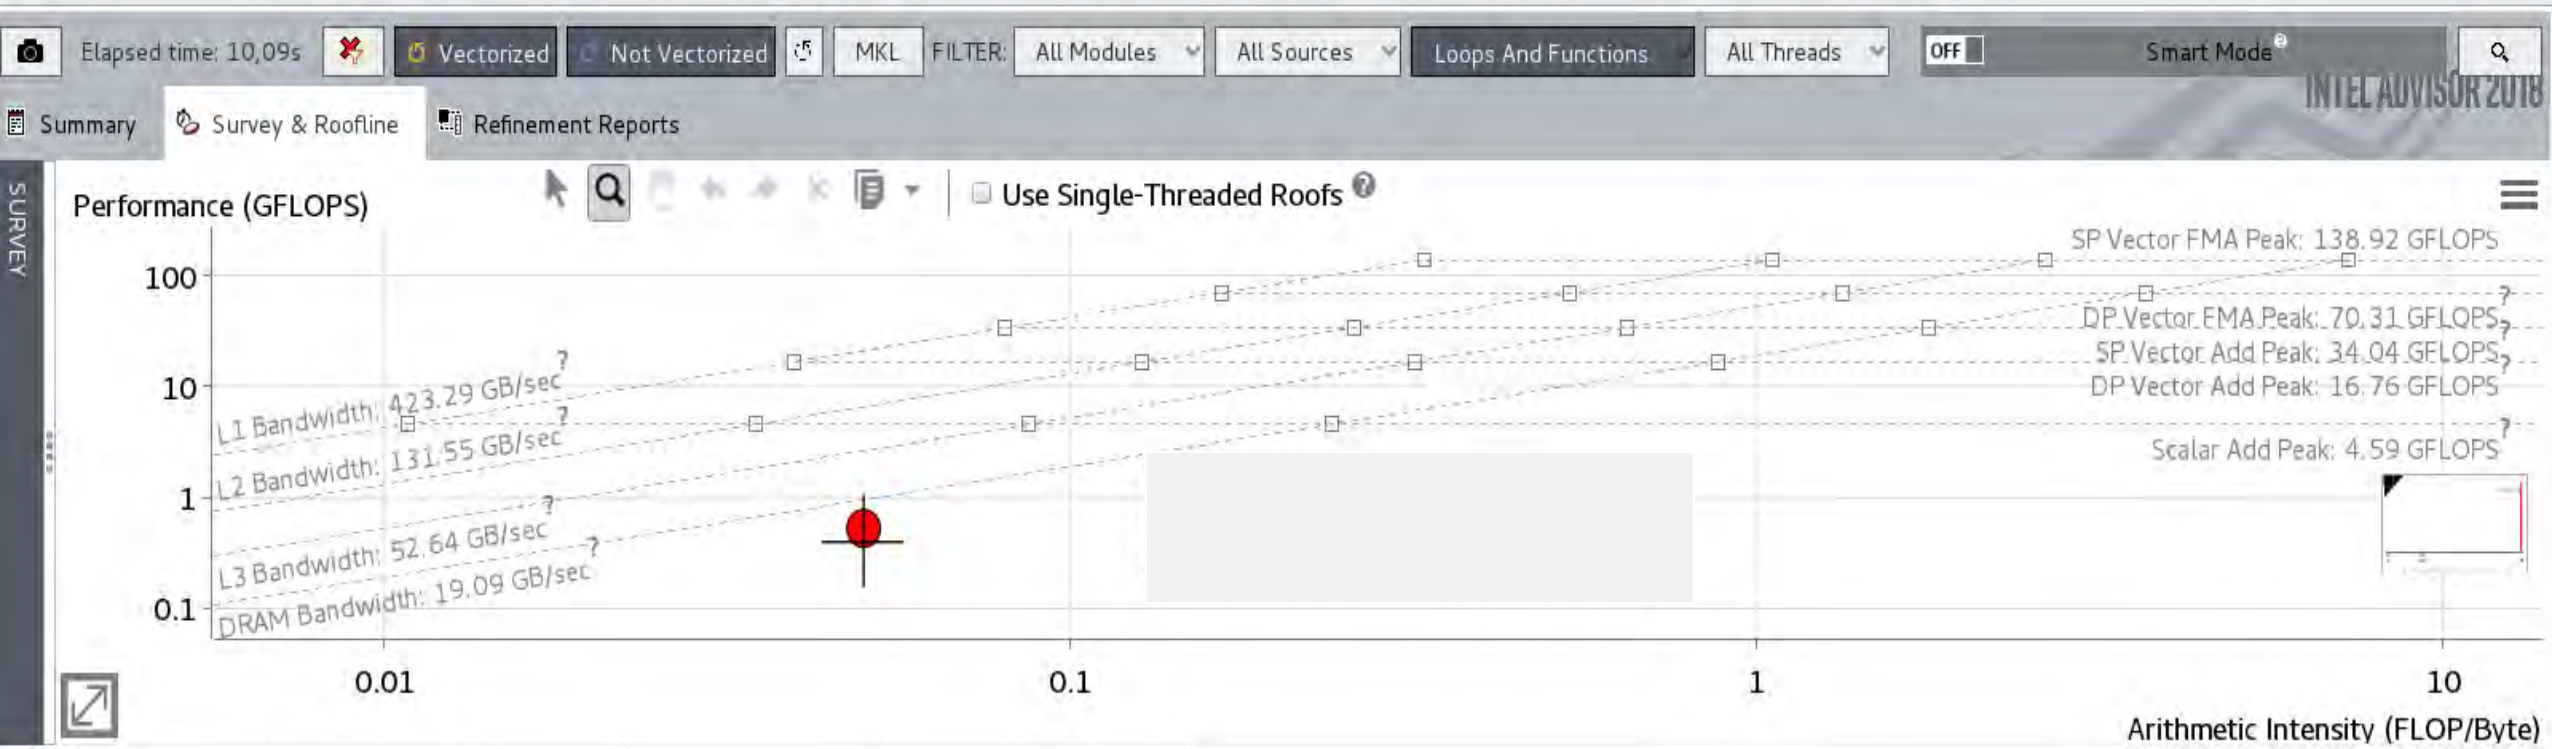 Elapsed time: 10,09s Vectorized Not Vectorized MKL FILTER: All Modules All Sources Loops And Functions All Threads OFF Smart Mode
INTEL ADVISOR 2018
Summary Survey & Roofline Refinement Reports
SURVEY
Performance (GFLOPS) Use Single-Threaded Roofs ?
SP Vector FMA Peak: 138.92 GFLOPS
100
?
DP Vector FMA Peak: 70.31 GFLOPS ?
SP Vector Add Peak: 34.04 GFLOPS ?
10
DP Vector Add Peak: 16.76 GFLOPS
L1 Bandwidth: 423.29 GB/sec ?
?
Scalar Add Peak: 4.59 GFLOPS
L2 Bandwidth: 131.55 GB/sec ?
1
L3 Bandwidth: 52.64 GB/sec ?
DRAM Bandwidth: 19.09 GB/sec ?
0.1
0.01 0.1 1 10
Arithmetic Intensity (FLOP/Byte)